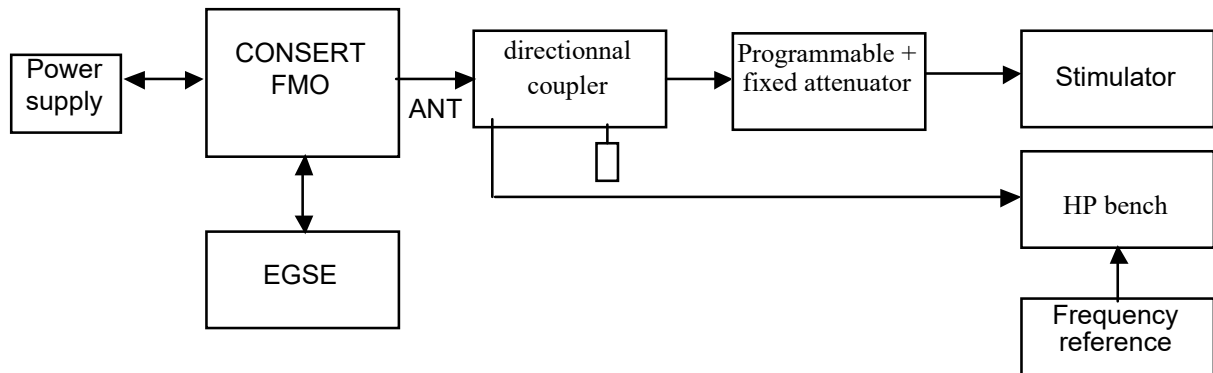 Power
supply
CONSERT
FMO
ANT
directionnal
coupler
Programmable +
fixed attenuator
Stimulator
HP bench
EGSE
Frequency
reference